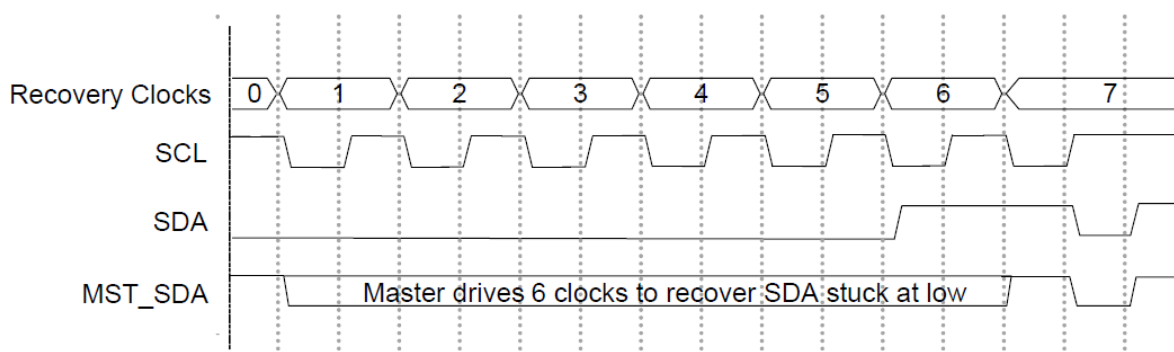 Recovery Clocks 0 1 2 3 4 5 6 7
SCL
SDA
MST_SDA Master drives 6 clocks to recover SDA stuck at low